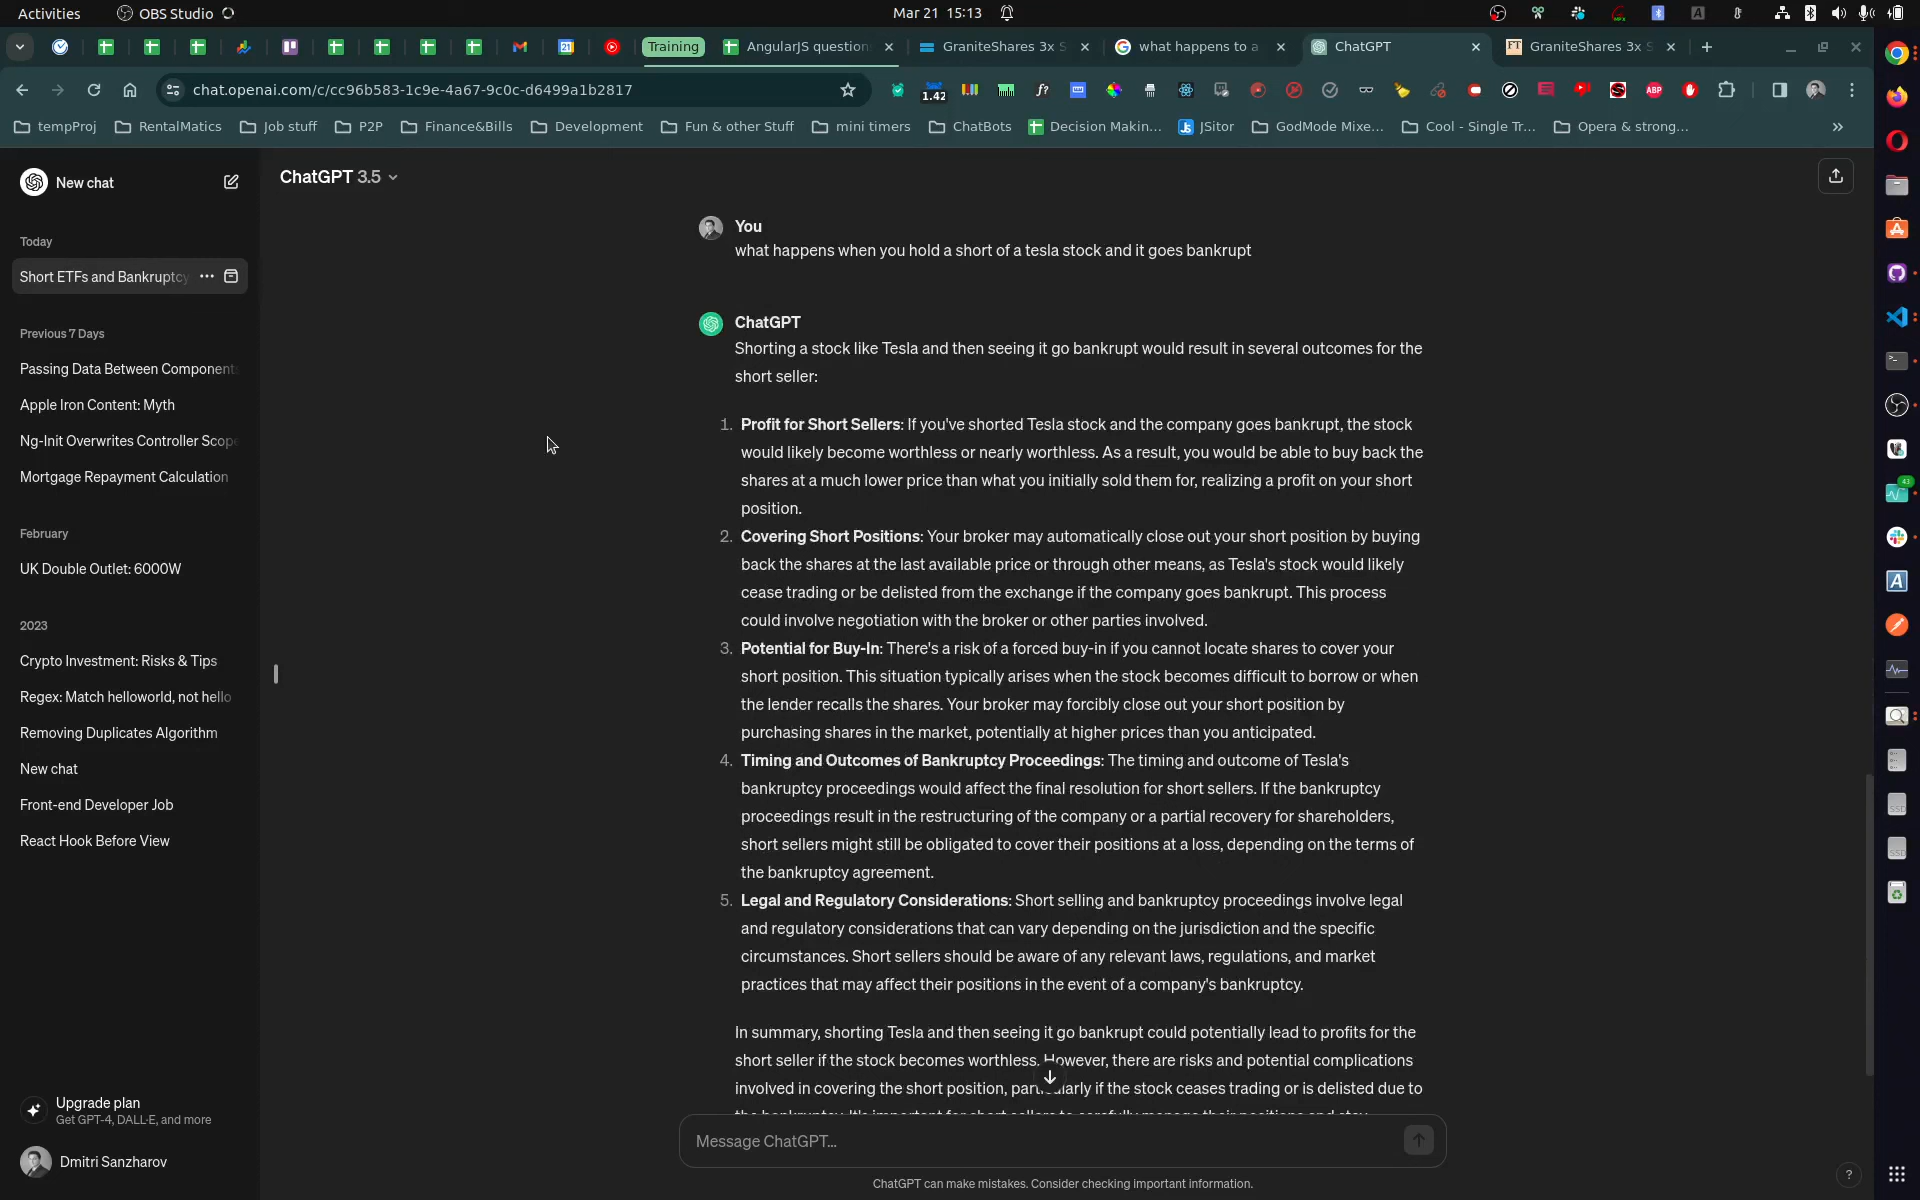 Activities
OBS Studio
Mar 21 15:13
Training
AngularJS question
GraniteShares 3x S
what happens to a
ChatGPT
FT
GraniteShares 3x S
chat.openai.com/c/cc96b583-1c9e-4a67-9c0c-d6499a1b2817
1.42
f?
ABP
tempProj
RentalMatics
Job stuff
P2P
Finance&Bills
Development
Fun & other Stuff
mini timers
ChatBots
Decision Makin...
JSitor
GodMode Mixe...
Cool - Single Tr...
Opera & strong...
New chat
ChatGPT 3.5
Today
Short ETFs and Bankruptcy
Previous 7 Days
Passing Data Between Components
Apple Iron Content: Myth
Ng-Init Overwrites Controller Scope
Mortgage Repayment Calculation
February
UK Double Outlet: 6000W
2023
Crypto Investment: Risks & Tips
Regex: Match helloworld, not hello
Removing Duplicates Algorithm
New chat
Front-end Developer Job
React Hook Before View
Upgrade plan
Get GPT-4, DALL·E, and more
Dmitri Sanzharov
You
what happens when you hold a short of a tesla stock and it goes bankrupt
ChatGPT
Shorting a stock like Tesla and then seeing it go bankrupt would result in several outcomes for the
short seller:
1. Profit for Short Sellers: If you've shorted Tesla stock and the company goes bankrupt, the stock
would likely become worthless or nearly worthless. As a result, you would be able to buy back the
shares at a much lower price than what you initially sold them for, realizing a profit on your short
position.
2. Covering Short Positions: Your broker may automatically close out your short position by buying
back the shares at the last available price or through other means, as Tesla's stock would likely
cease trading or be delisted from the exchange if the company goes bankrupt. This process
could involve negotiation with the broker or other parties involved.
3. Potential for Buy-In: There's a risk of a forced buy-in if you cannot locate shares to cover your
short position. This situation typically arises when the stock becomes difficult to borrow or when
the lender recalls the shares. Your broker may forcibly close out your short position by
purchasing shares in the market, potentially at higher prices than you anticipated.
4. Timing and Outcomes of Bankruptcy Proceedings: The timing and outcome of Tesla's
bankruptcy proceedings would affect the final resolution for short sellers. If the bankruptcy
proceedings result in the restructuring of the company or a partial recovery for shareholders,
short sellers might still be obligated to cover their positions at a loss, depending on the terms of
the bankruptcy agreement.
5. Legal and Regulatory Considerations: Short selling and bankruptcy proceedings involve legal
and regulatory considerations that can vary depending on the jurisdiction and the specific
circumstances. Short sellers should be aware of any relevant laws, regulations, and market
practices that may affect their positions in the event of a company's bankruptcy.
In summary, shorting Tesla and then seeing it go bankrupt could potentially lead to profits for the
short seller if the stock becomes worthless. However, there are risks and potential complications
involved in covering the short position, particularly if the stock ceases trading or is delisted due to
the bankruptcy. It's important for short sellers to carefully manage their positions and stay
Message ChatGPT...
ChatGPT can make mistakes. Consider checking important information.
?
43